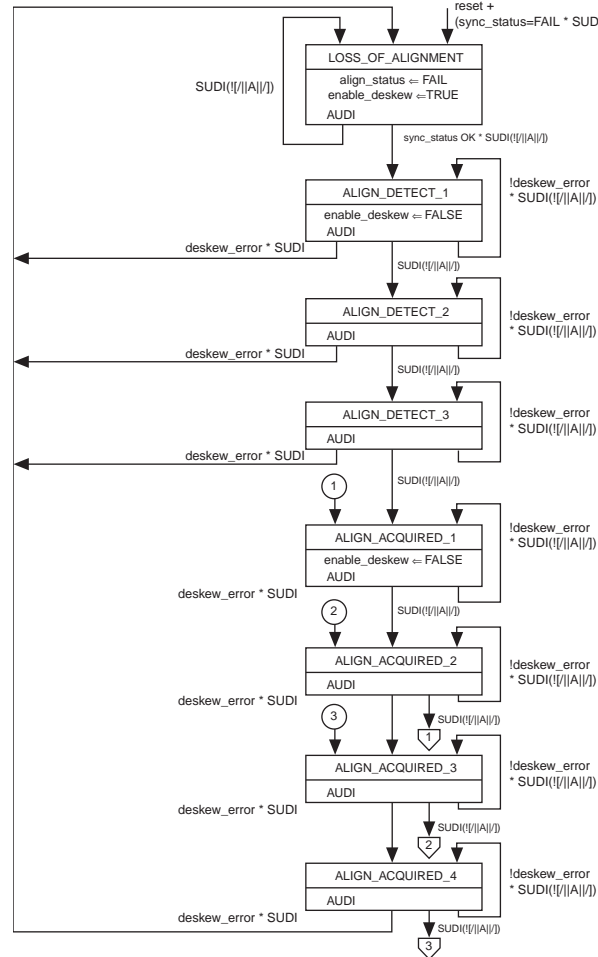 reset +
(sync_status=FAIL * SUDI
LOSS_OF_ALIGNMENT
SUDI(![/||A||/])
align_status ⇐ FAIL
enable_deskew ⇐TRUE
AUDI
sync_status OK * SUDI(![/||A||/])
ALIGN_DETECT_1
!deskew_error
* SUDI(![/||A||/])
enable_deskew ⇐ FALSE
AUDI
deskew_error * SUDI
SUDI(![/||A||/])
ALIGN_DETECT_2
!deskew_error
* SUDI(![/||A||/])
AUDI
deskew_error * SUDI
SUDI(![/||A||/])
ALIGN_DETECT_3
!deskew_error
* SUDI(![/||A||/])
AUDI
deskew_error * SUDI
SUDI(![/||A||/])
1
ALIGN_ACQUIRED_1
!deskew_error
* SUDI(![/||A||/])
enable_deskew ⇐ FALSE
AUDI
deskew_error * SUDI
SUDI(![/||A||/])
2
ALIGN_ACQUIRED_2
!deskew_error
* SUDI(![/||A||/])
AUDI
deskew_error * SUDI
SUDI(![/||A||/])
1
3
ALIGN_ACQUIRED_3
!deskew_error
* SUDI(![/||A||/])
AUDI
deskew_error * SUDI
SUDI(![/||A||/])
2
ALIGN_ACQUIRED_4
!deskew_error
* SUDI(![/||A||/])
AUDI
deskew_error * SUDI
SUDI(![/||A||/])
3